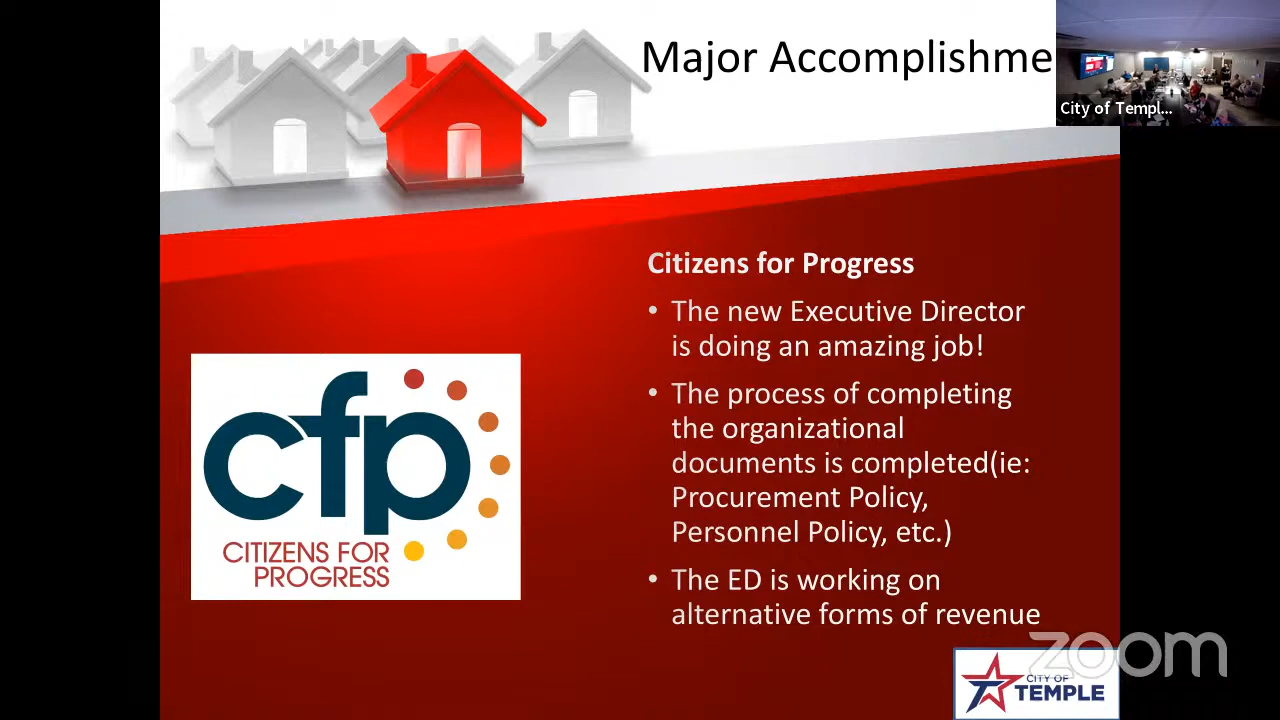 Major Accomplishme
City of Templ...
Citizens for Progress
• The new Executive Director
is doing an amazing job!
• The process of completing
the organizational
documents is completed(ie:
Procurement Policy,
Personnel Policy, etc.)
• The ED is working on
alternative forms of revenue
cfp
CITIZENS FOR
PROGRESS
zoom
CITY OF
TEMPLE